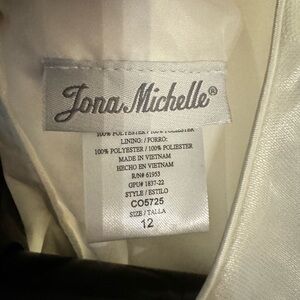 Jona Michelle®
100% POLYESTER / 100% POLIESTER
LINING: / FORRO:
100% POLYESTER / 100% POLIESTER
MADE IN VIETNAM
HECHO EN VIETNAM
R/N# 61953
GPU# 1837-22
STYLE / ESTILO
CO5725
SIZE / TALLA
12